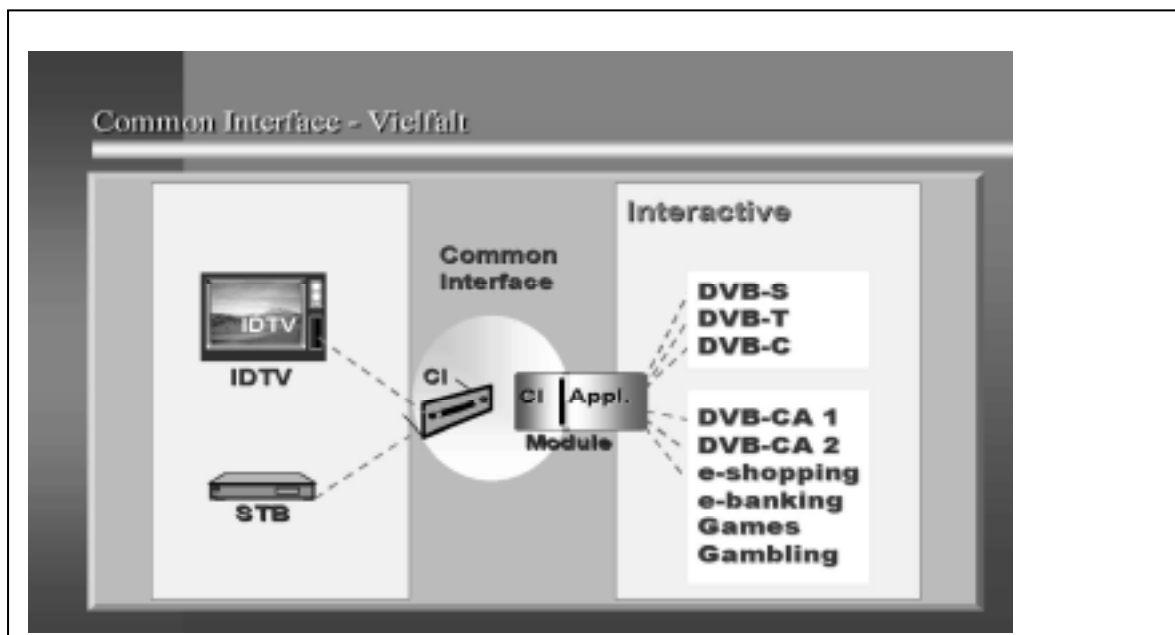 Common Interface - Vielfalt
IDTV
IDTV
STB
Common
Interface
CI
CI Appl.
Module
Interactive
DVB-S
DVB-T
DVB-C
DVB-CA 1
DVB-CA 2
e-shopping
e-banking
Games
Gambling